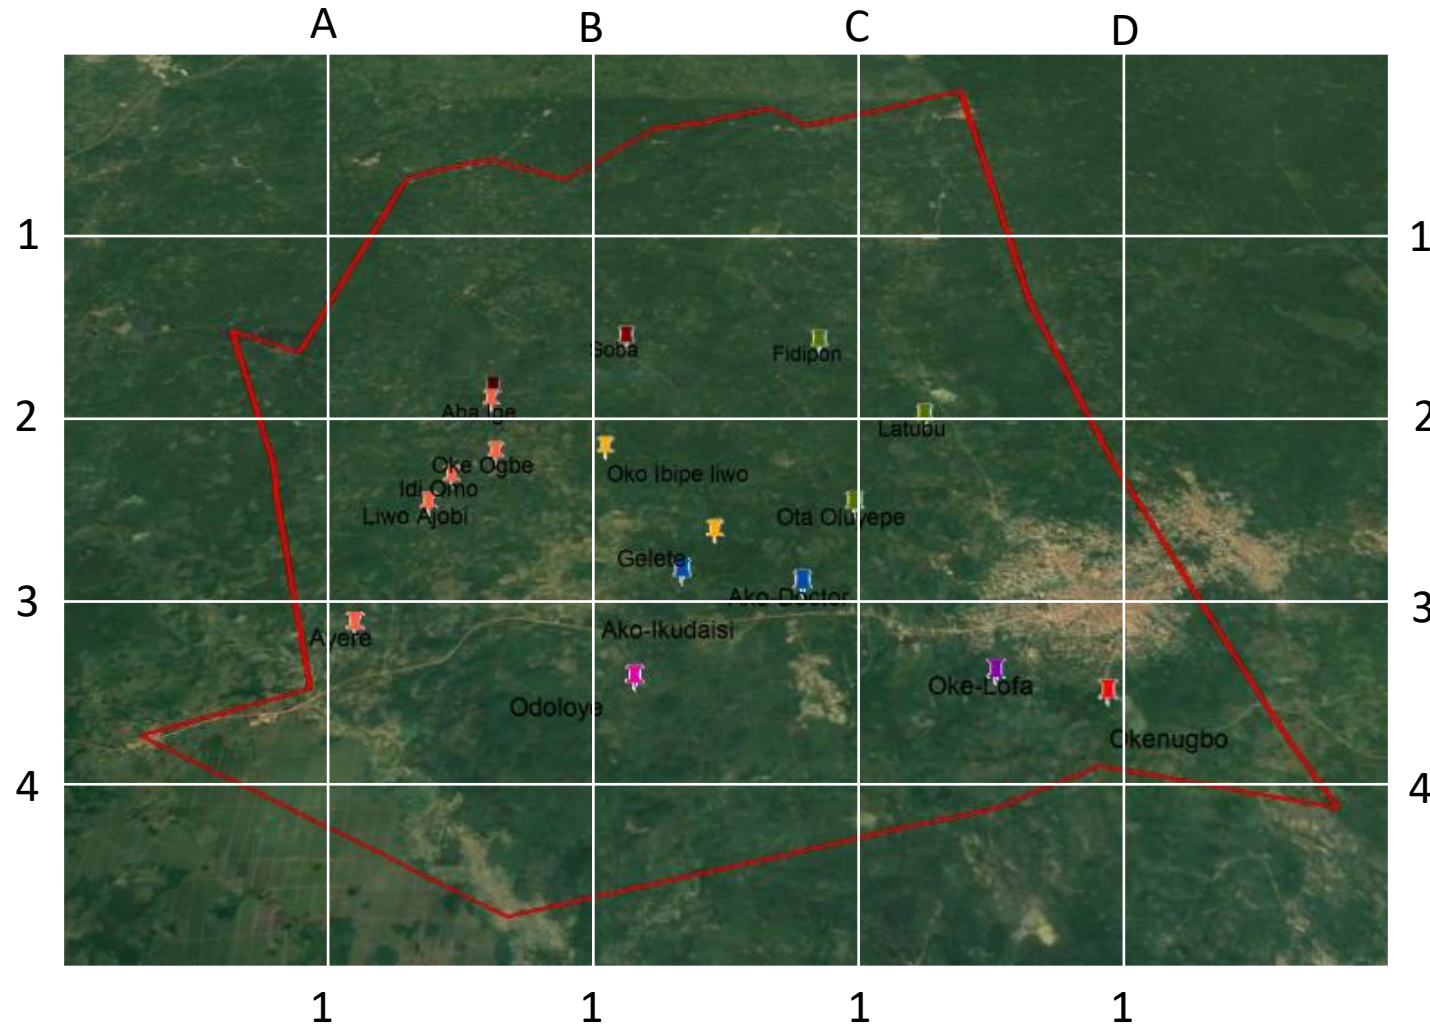 A B C D
1 1
Soba
Fidipon
Aba Ige
2 2
Latubu
Oke Ogbe
Oko Ibipe liwo
Idi Omo
Liwo Ajobi
Ota Oluyepe
Gelete
Ako-Doctor
3 3
Ako-Ikudaisi
Ayere
Oke-Lofa
Odoloye
Okenugbo
4 4
1 1 1 1